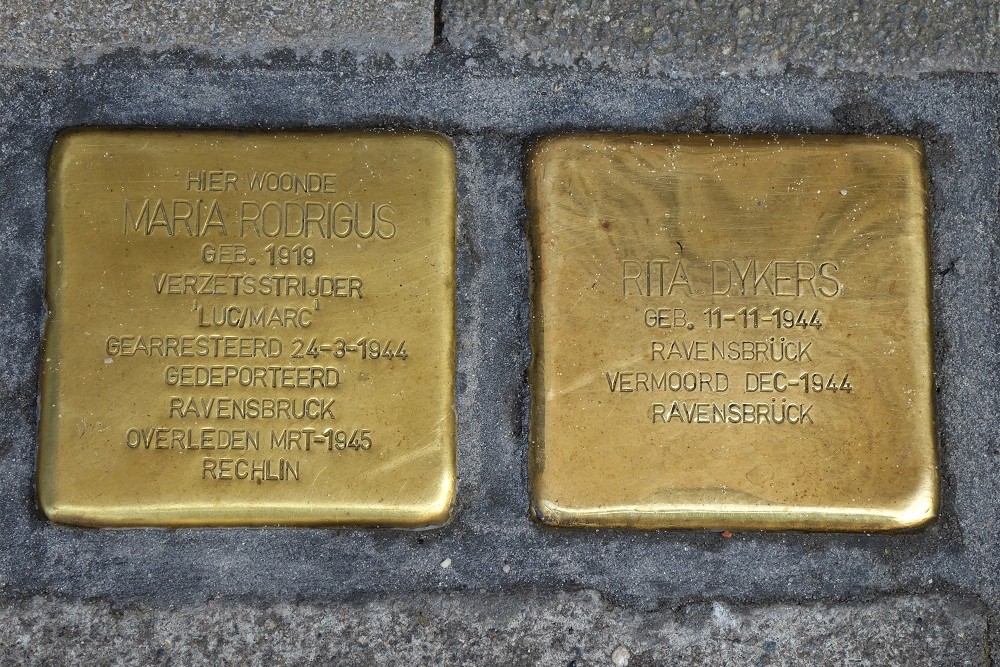 HIER WOONDE
MARIA RODRIGUS
GEB. 1919
VERZETSSTRIJDER
'LUC/MARC'
GEARRESTEERD 24-3-1944
GEDEPORTEERD
RAVENSBRUCK
OVERLEDEN MRT-1945
RECHLIN
RITA DYKERS
GEB. 11-11-1944
RAVENSBRÜCK
VERMOORD DEC-1944
RAVENSBRÜCK